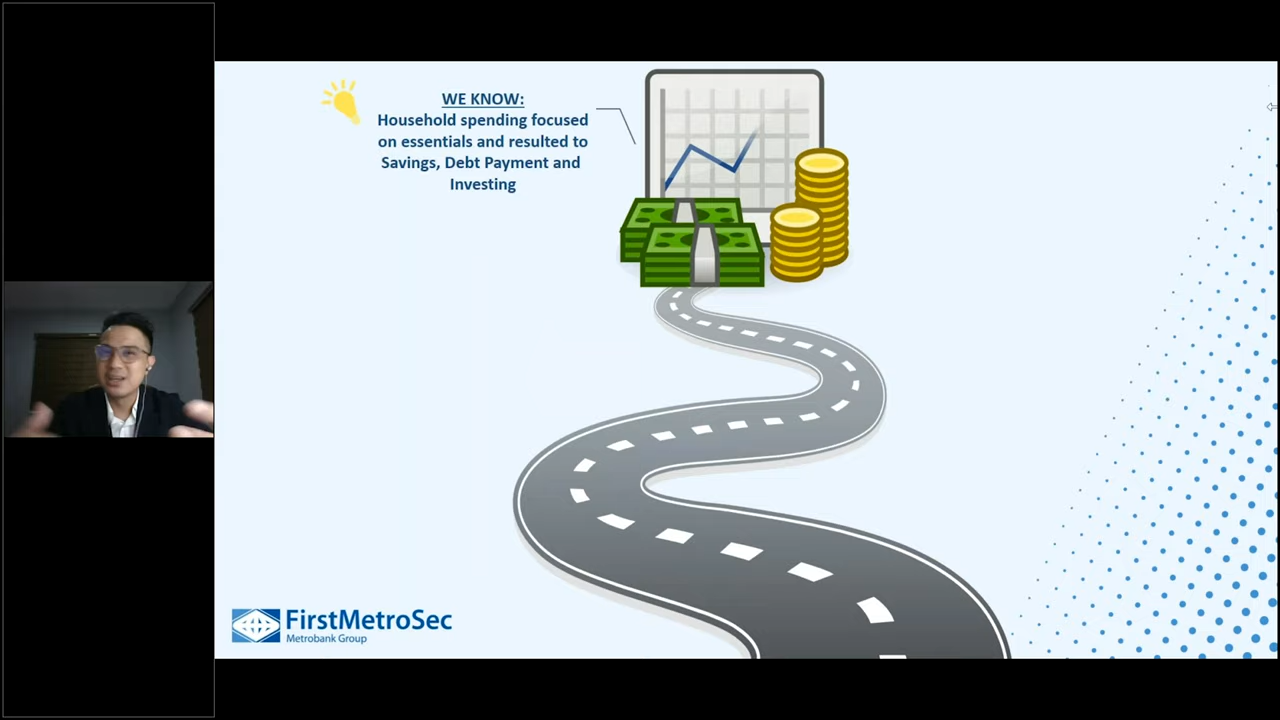 WE KNOW:
Household spending focused
on essentials and resulted to
Savings, Debt Payment and
Investing
FirstMetroSec
Metrobank Group